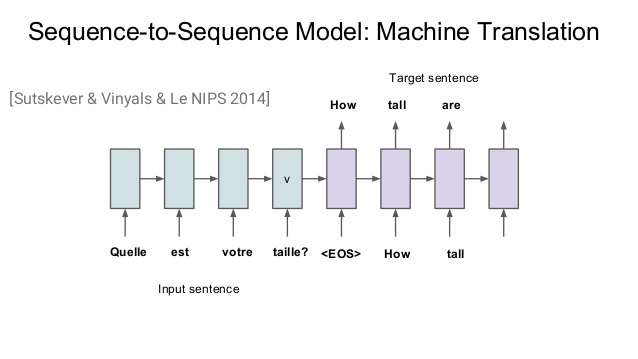 Sequence-to-Sequence Model: Machine Translation
Target sentence
[Sutskever & Vinyals & Le NIPS 2014]
How tall are
v
Quelle est votre taille? <EOS> How tall
Input sentence